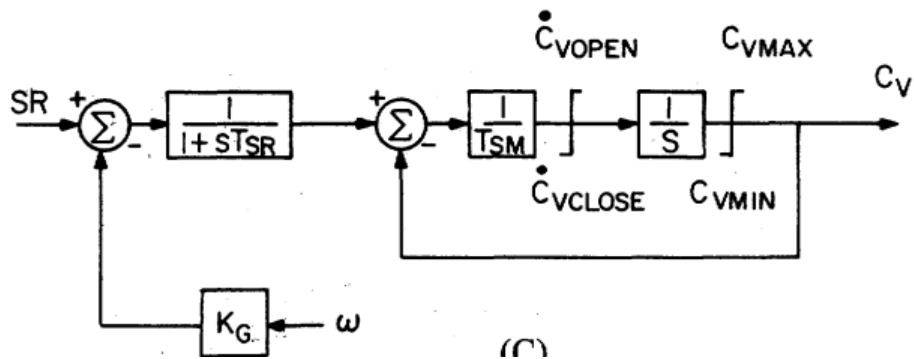 ĊVOPEN CVMAX
SR + Σ - 1/(1+STSR) + Σ - 1/TSM 1/S CV
ĊVCLOSE CVMIN
KG ω
(C)